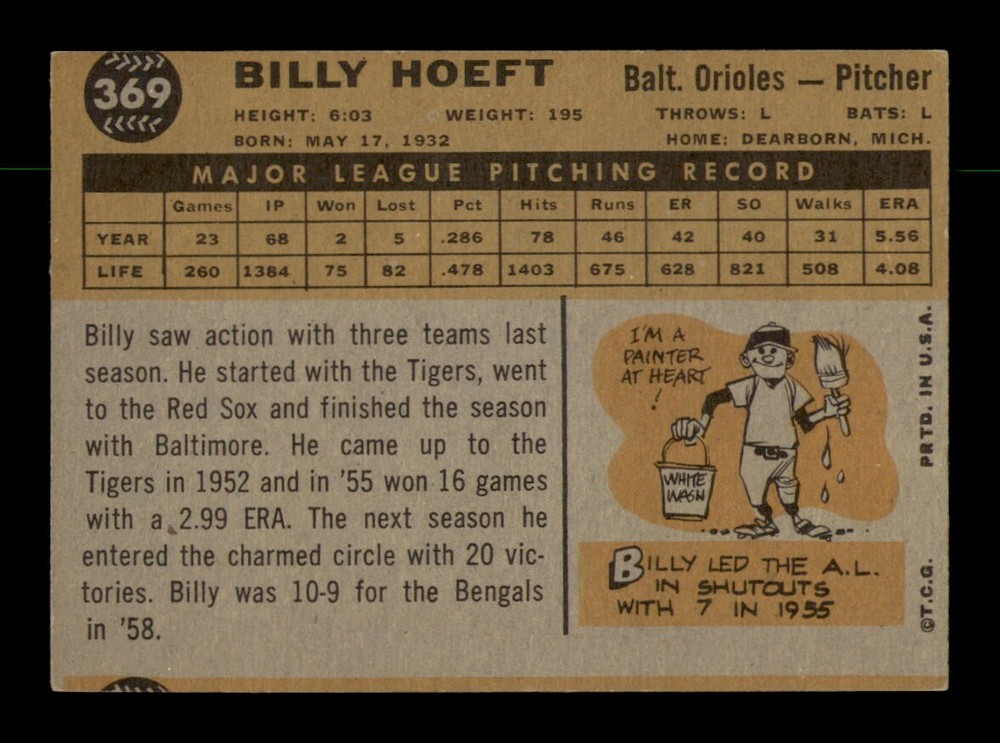 369
BILLY HOEFT Balt. Orioles — Pitcher
HEIGHT: 6:03 WEIGHT: 195 THROWS: L BATS: L
BORN: MAY 17, 1932 HOME: DEARBORN, MICH.
MAJOR LEAGUE PITCHING RECORD
Games IP Won Lost Pct Hits Runs ER SO Walks ERA
YEAR 23 68 2 5 .286 78 46 42 40 31 5.56
LIFE 260 1384 75 82 .478 1403 675 628 821 508 4.08
Billy saw action with three teams last
season. He started with the Tigers, went
to the Red Sox and finished the season
with Baltimore. He came up to the
Tigers in 1952 and in '55 won 16 games
with a 2.99 ERA. The next season he
entered the charmed circle with 20 vic-
tories. Billy was 10-9 for the Bengals
in '58.
I'M A
PAINTER
AT HEART
!
WHITE
WASH
BILLY LED THE A.L.
IN SHUTOUTS
WITH 7 IN 1955
©T.C.G. PRTD. IN U.S.A.